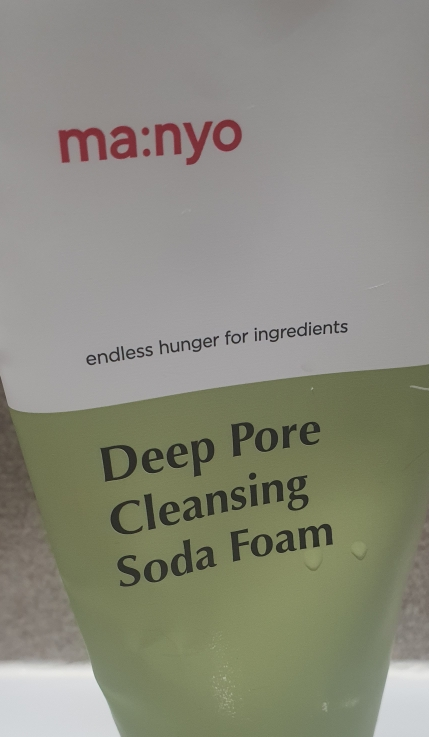 ma:nyo
endless hunger for ingredients
Deep Pore
Cleansing
Soda Foam